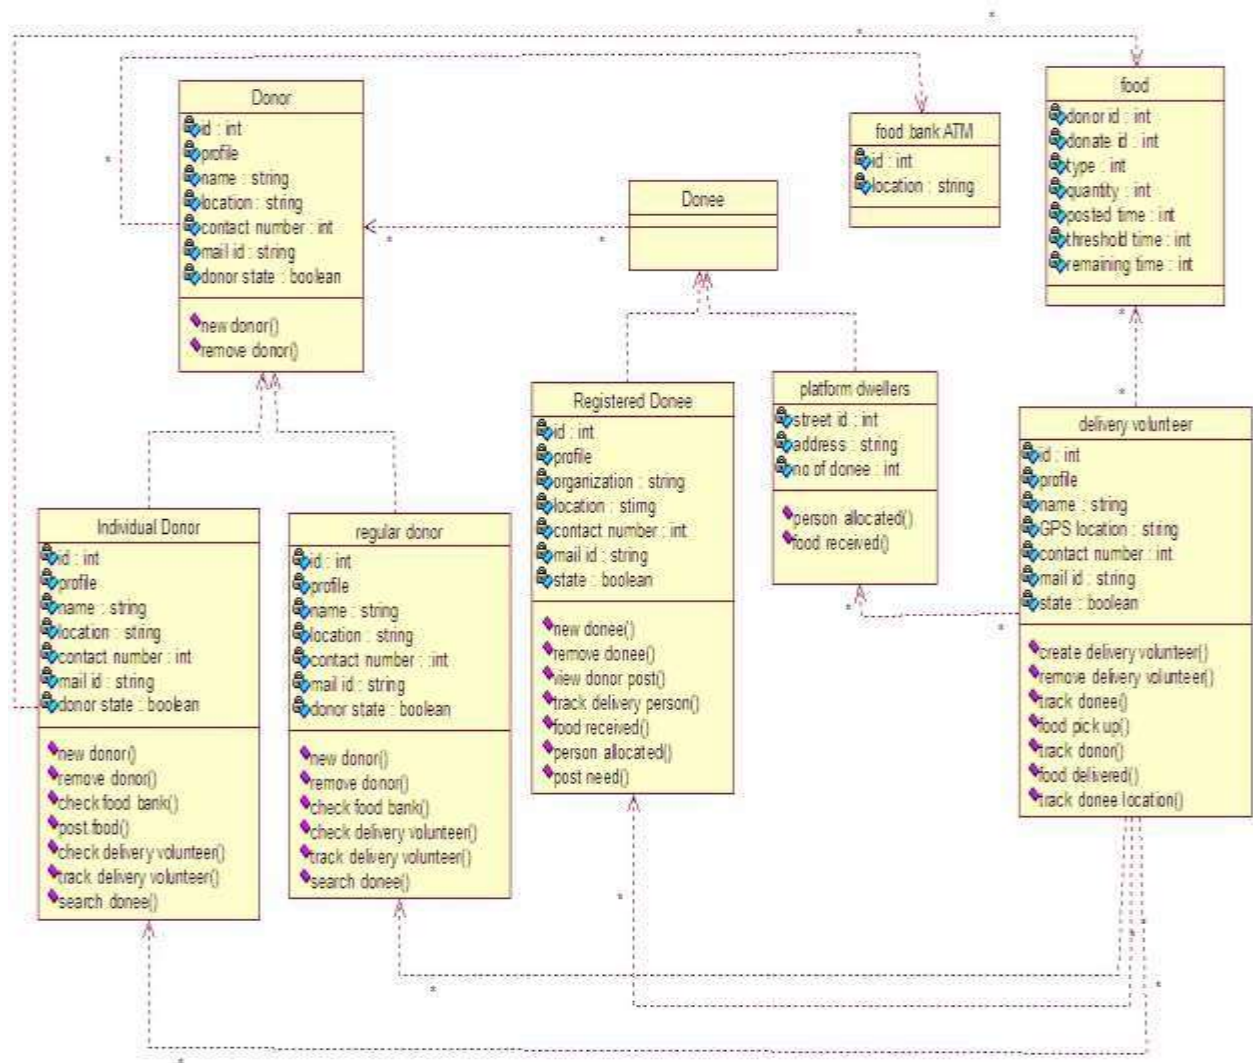 Donor
id : int
profile
name : string
location : string
contact number : int
mail id : string
donor state : boolean
new donor()
remove donor()
food bank ATM
id : int
location : string
food
donor id : int
donate id : int
type : int
quantity : int
posted time : int
threshold time : int
remaining time : int
Donee
Individual Donor
id : int
profile
name : string
location : string
contact number : int
mail id : string
donor state : boolean
new donor()
remove donor()
check food bank()
post food()
check delivery volunteer()
track delivery volunteer()
search donee()
regular donor
id : int
profile
name : string
location : string
contact number : :int
mail id : string
donor state : boolean
new donor()
remove donor()
check food bank()
check delivery volunteer()
track delivery volunteer()
search donee()
Registered Donee
id : int
profile
organization : string
location : stirng
contact number : int
mail id : string
state : boolean
new donee()
remove donee()
view donor post()
track delivery person()
food received()
person allocated()
post need()
platform dwellers
street id : int
address : string
no of donee : int
person allocated()
food received()
delivery volunteer
id : int
profile
name : string
GPS location : string
contact number : int
mail id : string
state : boolean
create delivery volunteer()
remove delivery volunteer()
track donee()
food pick up()
track donor()
food delivered()
track donee location()